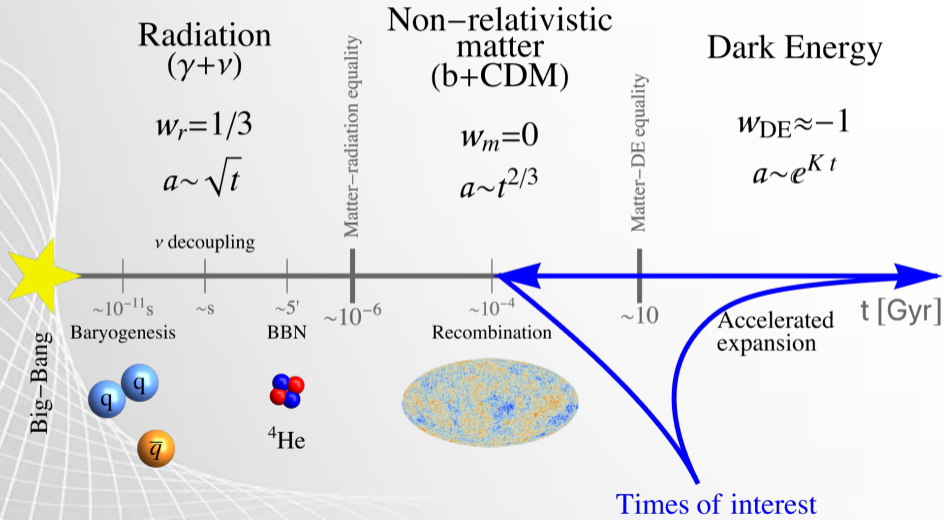 Radiation
(γ+ν)
w_r=1/3
a~ √t
Non−relativistic
matter
(b+CDM)
w_m=0
a~t^{2/3}
Dark Energy
w_DE≈−1
a~e^{K t}
Matter−radiation equality
Matter−DE equality
ν decoupling
~10^{−11}s
~s
~5'
~10^{−6}
~10^{−4}
~10
t [Gyr]
Baryogenesis
BBN
Recombination
Accelerated
expansion
Big−Bang
q
q
q̅
^4He
Times of interest